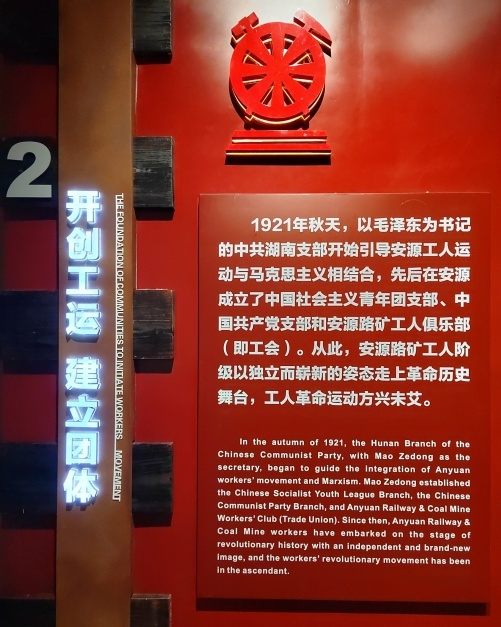 2
开创工运 建立团体
THE FOUNDATION OF COMMUNITIES TO INITIATE WORKERS MOVEMENT
1921年秋天，以毛泽东为书记
的中共湖南支部开始引导安源工人运
动与马克思主义相结合，先后在安源
成立了中国社会主义青年团支部、中
国共产党支部和安源路矿工人俱乐部
（即工会）。从此，安源路矿工人阶
级以独立而崭新的姿态走上革命历史
舞台，工人革命运动方兴未艾。
In the autumn of 1921, the Hunan Branch of the
Chinese Communist Party, with Mao Zedong as the
secretary, began to guide the integration of Anyuan
workers' movement and Marxism. Mao Zedong established
the Chinese Socialist Youth League Branch, the Chinese
Communist Party Branch, and Anyuan Railway & Coal Mine
Workers' Club (Trade Union). Since then, Anyuan Railway &
Coal Mine workers have embarked on the stage of
revolutionary history with an independent and brand-new
image, and the workers' revolutionary movement has been
in the ascendant.